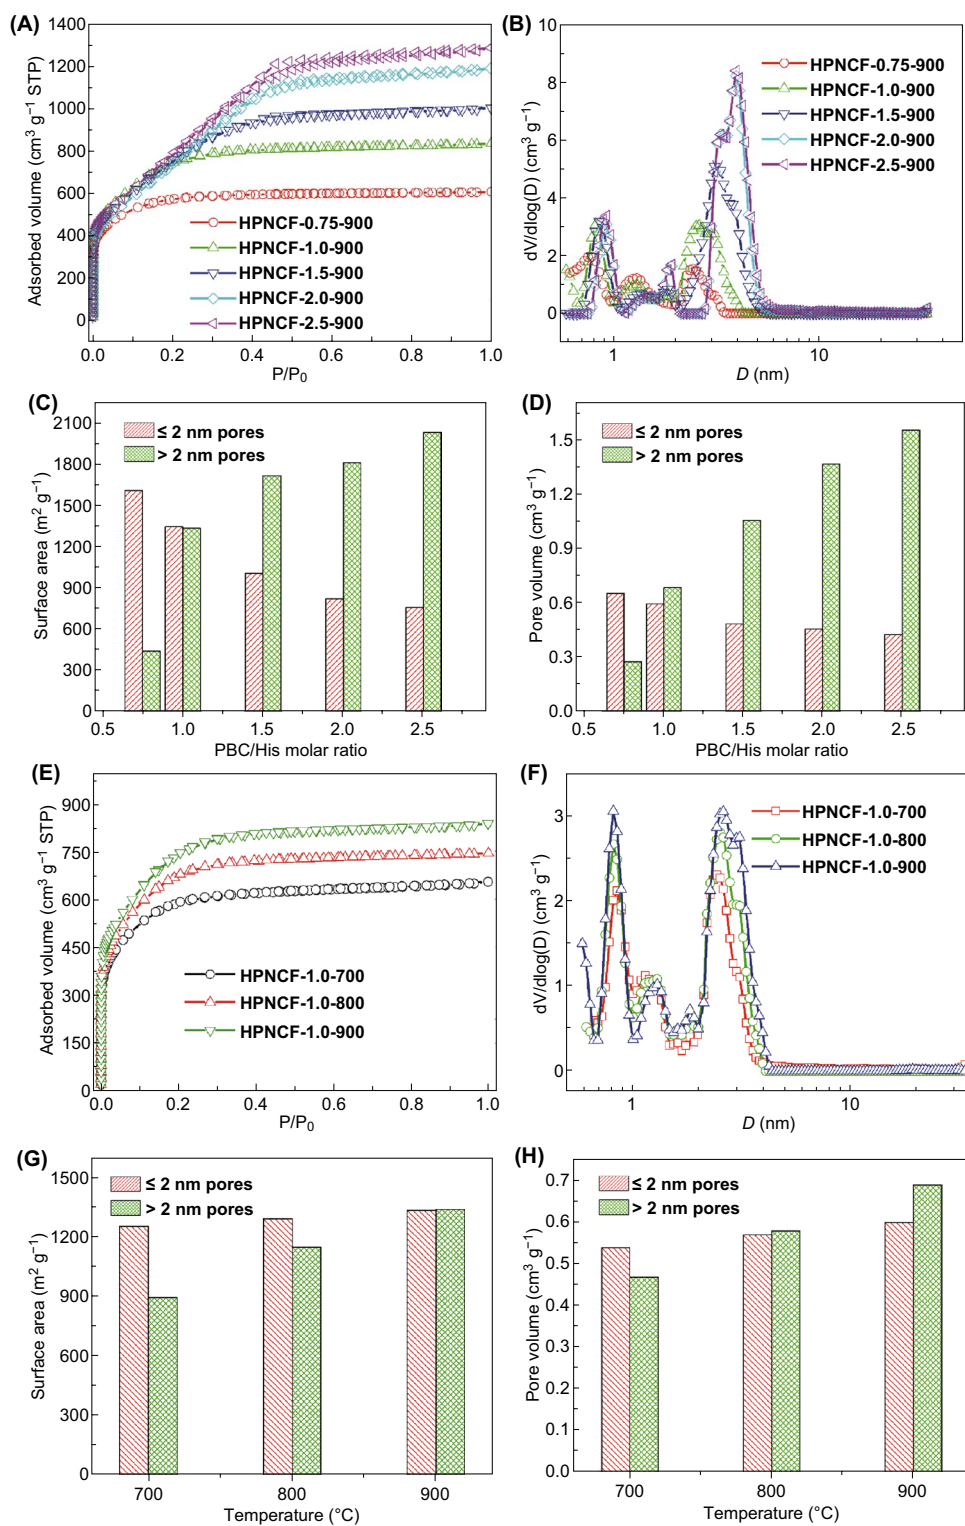 (A)
1400
1200
1000
800
600
400
200
0
Adsorbed volume (cm³ g⁻¹ STP)
HPNCF-0.75-900
HPNCF-1.0-900
HPNCF-1.5-900
HPNCF-2.0-900
HPNCF-2.5-900
0.0 0.2 0.4 0.6 0.8 1.0
P/P₀
(B)
10
8
6
4
2
0
dV/dlog(D) (cm³ g⁻¹)
HPNCF-0.75-900
HPNCF-1.0-900
HPNCF-1.5-900
HPNCF-2.0-900
HPNCF-2.5-900
1 10
D (nm)
(C)
2100
1800
1500
1200
900
600
300
0
Surface area (m² g⁻¹)
≤ 2 nm pores
> 2 nm pores
0.5 1.0 1.5 2.0 2.5
PBC/His molar ratio
(D)
1.5
1.2
0.9
0.6
0.3
0.0
Pore volume (cm³ g⁻¹)
≤ 2 nm pores
> 2 nm pores
0.5 1.0 1.5 2.0 2.5
PBC/His molar ratio
(E)
900
750
600
450
300
150
0
Adsorbed volume (cm³ g⁻¹ STP)
HPNCF-1.0-700
HPNCF-1.0-800
HPNCF-1.0-900
0.0 0.2 0.4 0.6 0.8 1.0
P/P₀
(F)
3
2
1
0
dV/dlog(D) (cm³ g⁻¹)
HPNCF-1.0-700
HPNCF-1.0-800
HPNCF-1.0-900
1 10
D (nm)
(G)
1500
1200
900
600
300
0
Surface area (m² g⁻¹)
≤ 2 nm pores
> 2 nm pores
700 800 900
Temperature (°C)
(H)
0.7
0.6
0.5
0.4
0.3
0.2
0.1
0.0
Pore volume (cm³ g⁻¹)
≤ 2 nm pores
> 2 nm pores
700 800 900
Temperature (°C)